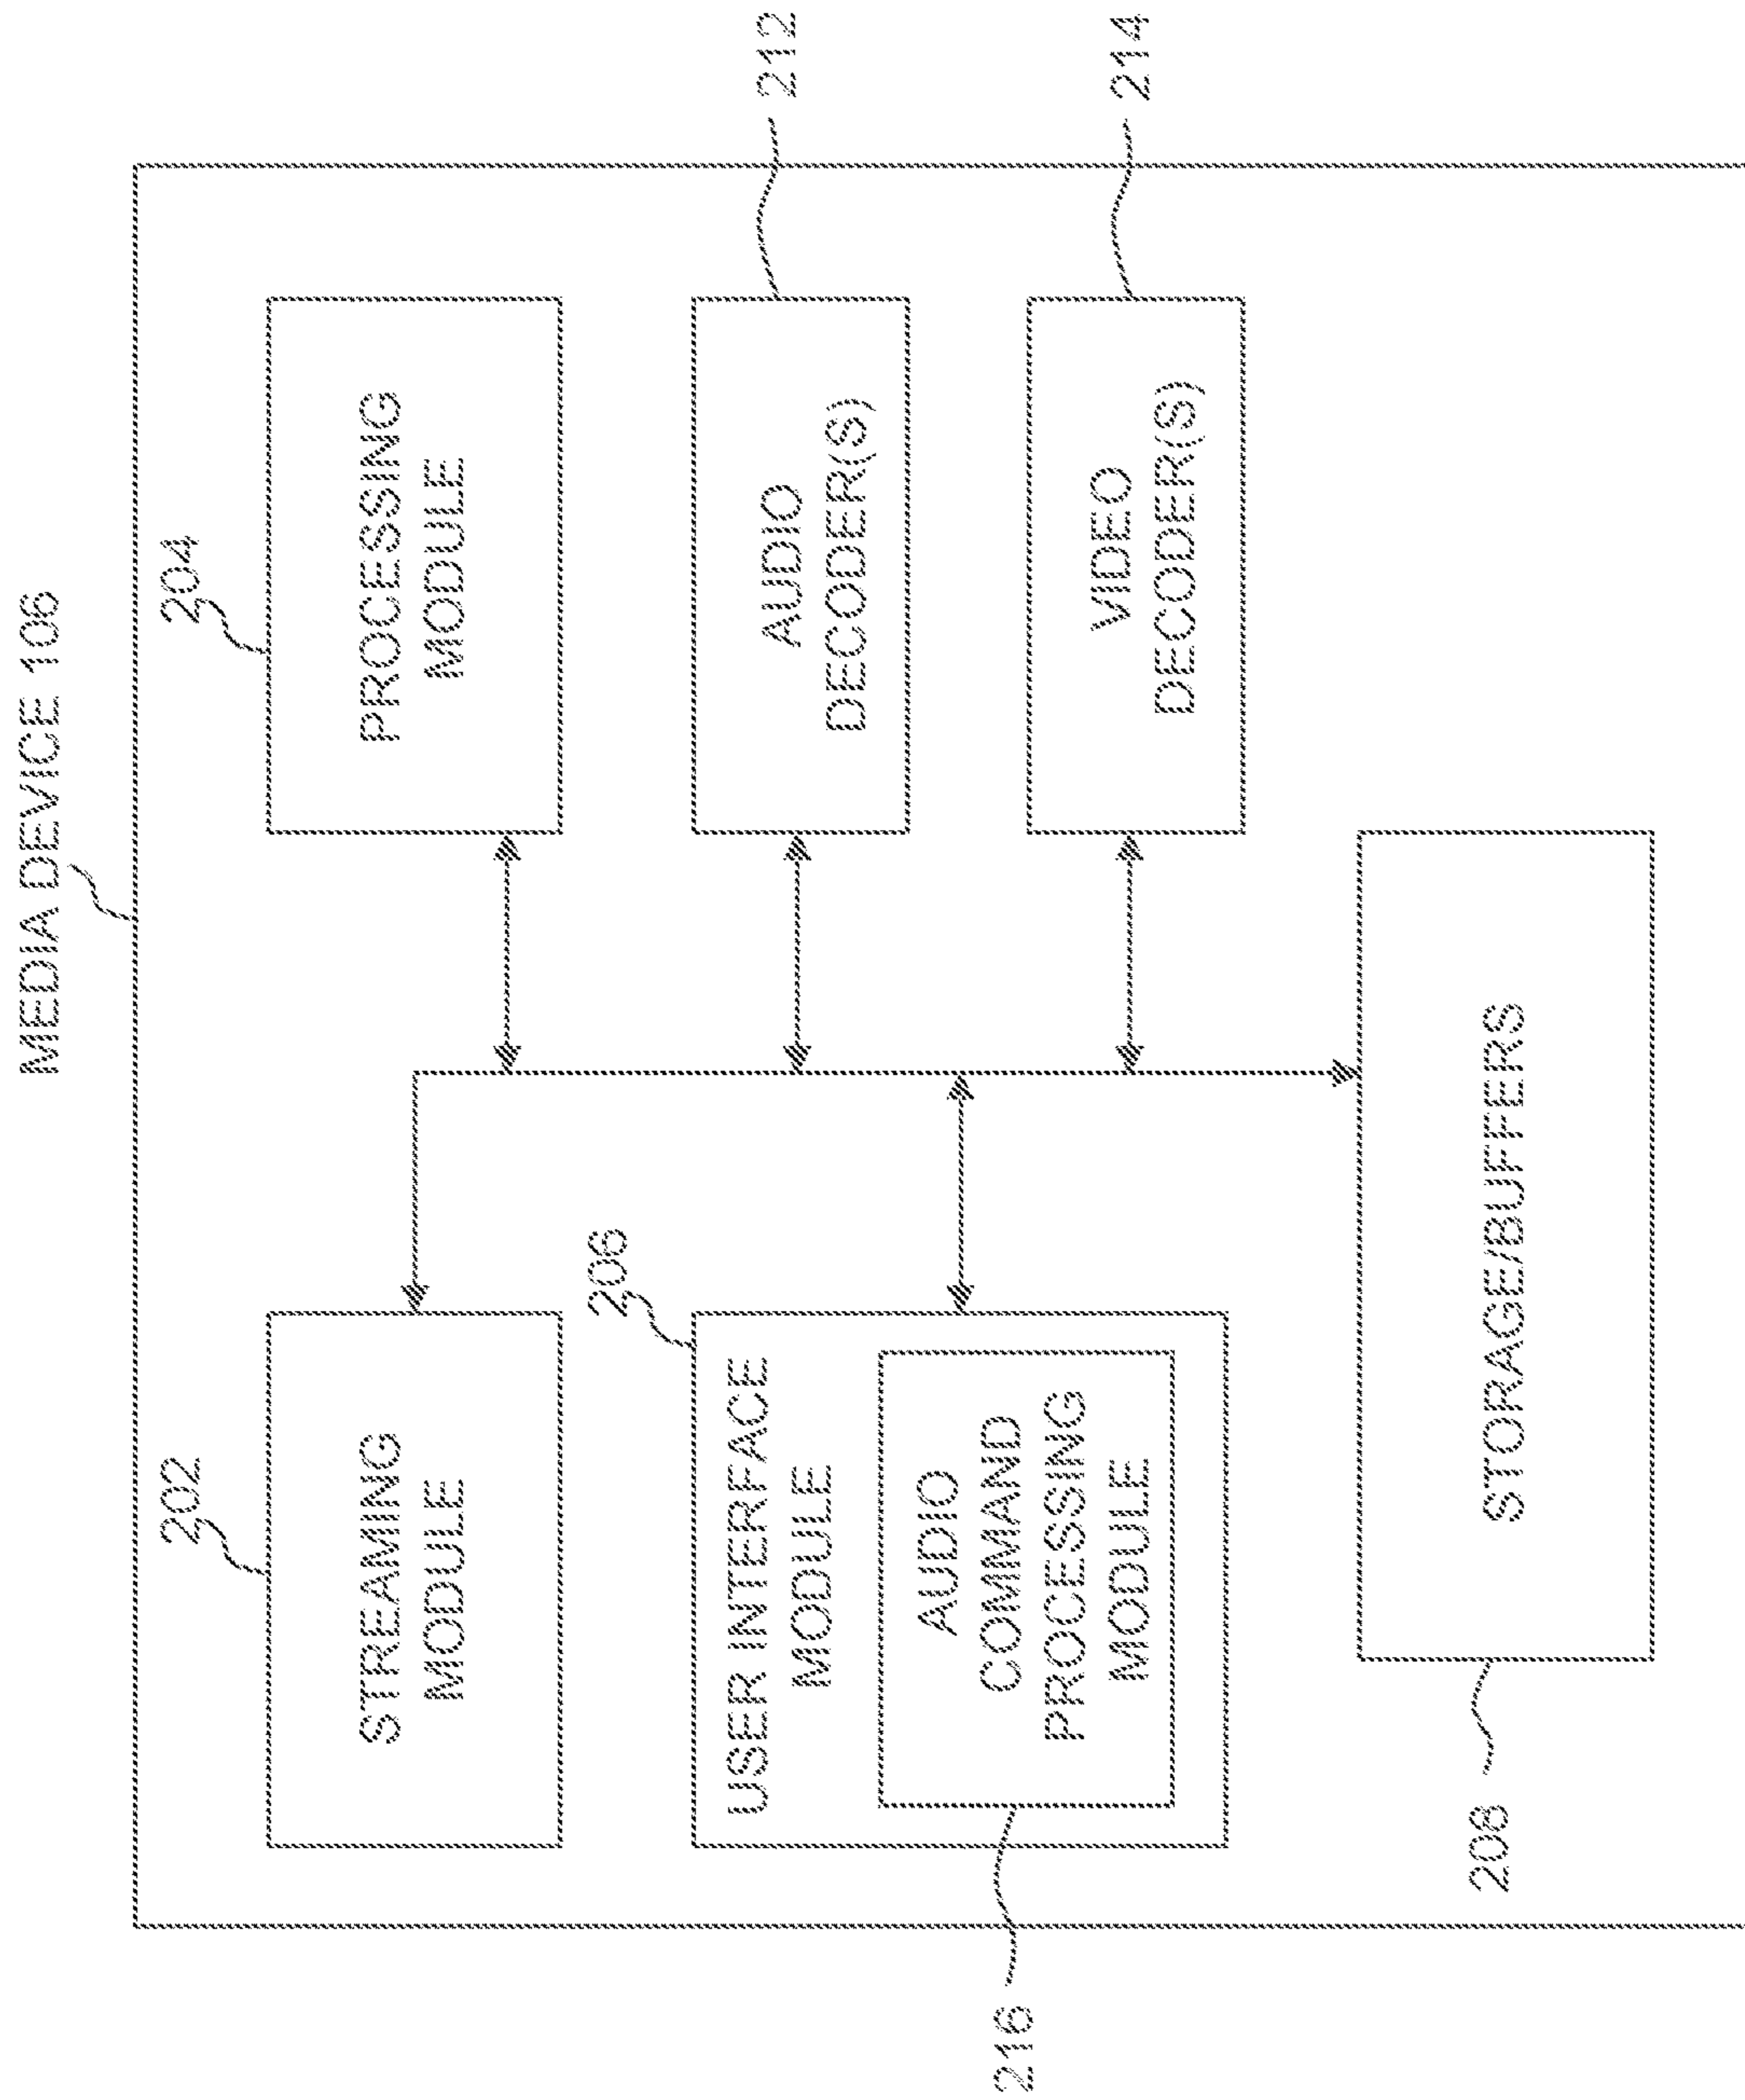 MEDIA DEVICE 106
202
STREAMING
MODULE
204
PROCESSING
MODULE
206
USER INTERFACE
MODULE
AUDIO
COMMAND
PROCESSING
MODULE
216
AUDIO
DECODER(S)
212
VIDEO
DECODER(S)
214
STORAGE/BUFFERS
208